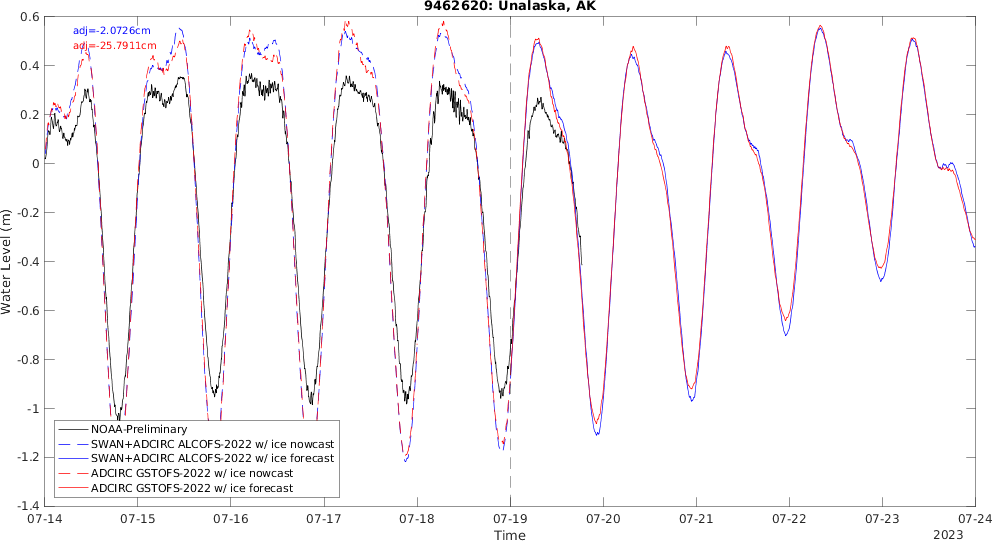 9462620: Unalaska, AK
adj=-2.0726cm
adj=-25.7911cm
Water Level (m)
0.6
0.4
0.2
0
-0.2
-0.4
-0.6
-0.8
-1
-1.2
-1.4
NOAA-Preliminary
SWAN+ADCIRC ALCOFS-2022 w/ ice nowcast
SWAN+ADCIRC ALCOFS-2022 w/ ice forecast
ADCIRC GSTOFS-2022 w/ ice nowcast
ADCIRC GSTOFS-2022 w/ ice forecast
07-14 07-15 07-16 07-17 07-18 07-19 07-20 07-21 07-22 07-23 07-24
Time
2023